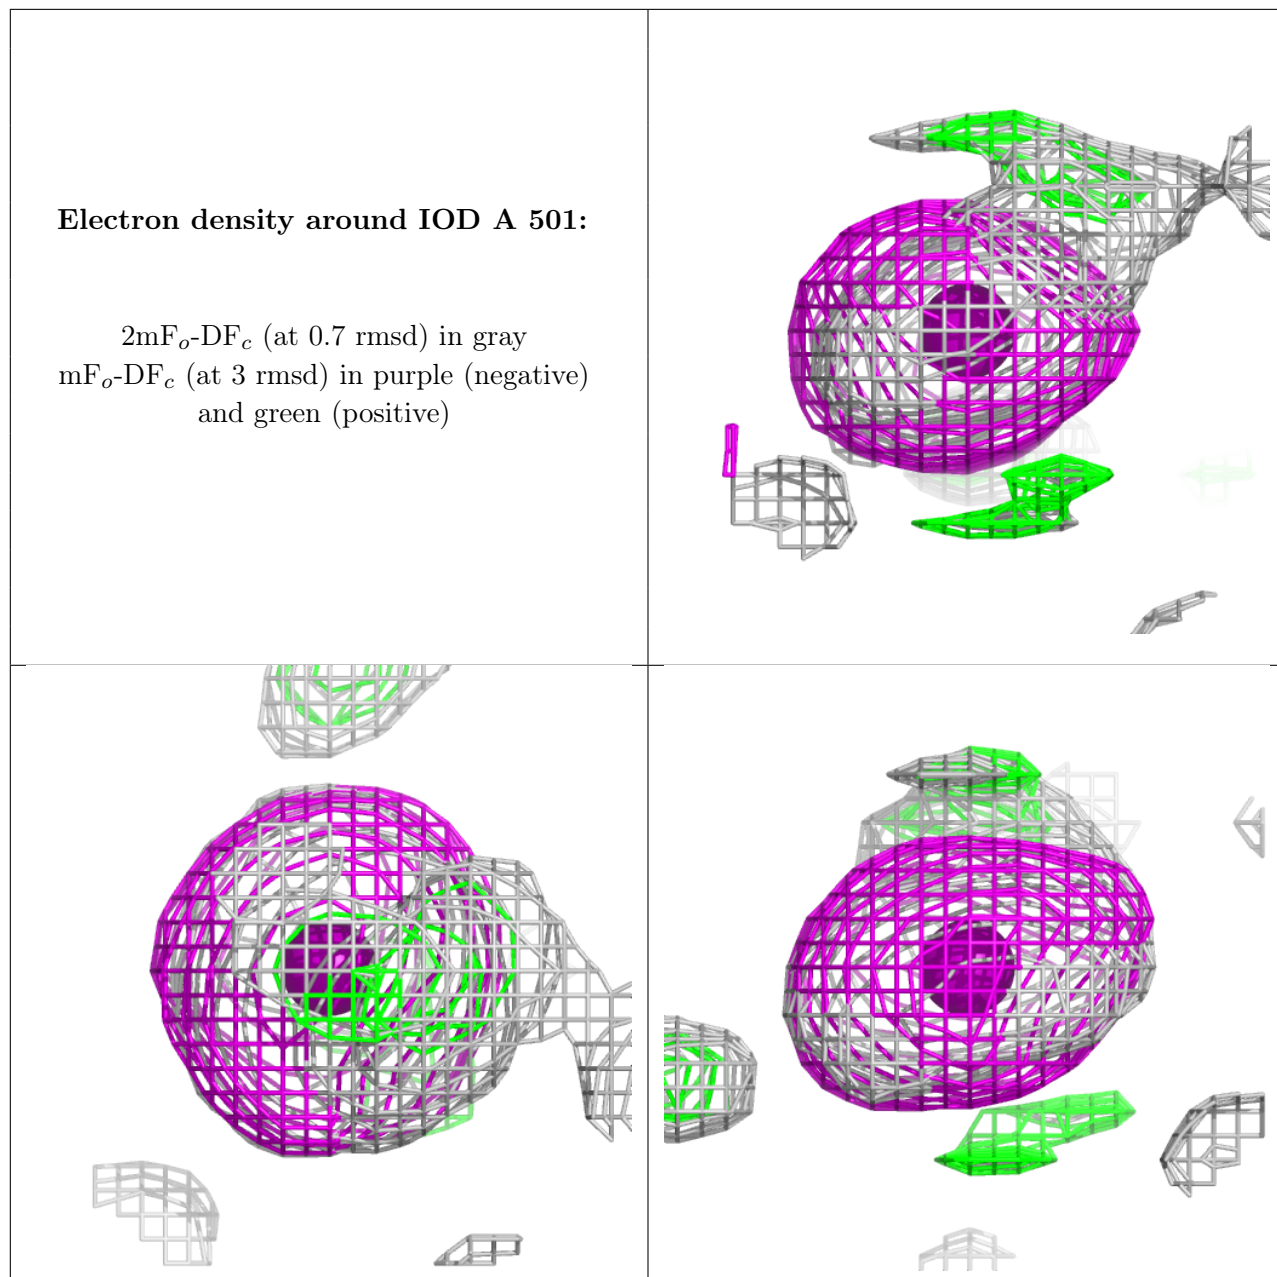 Electron density around IOD A 501:
2mFo-DFc (at 0.7 rmsd) in gray
mFo-DFc (at 3 rmsd) in purple (negative)
and green (positive)